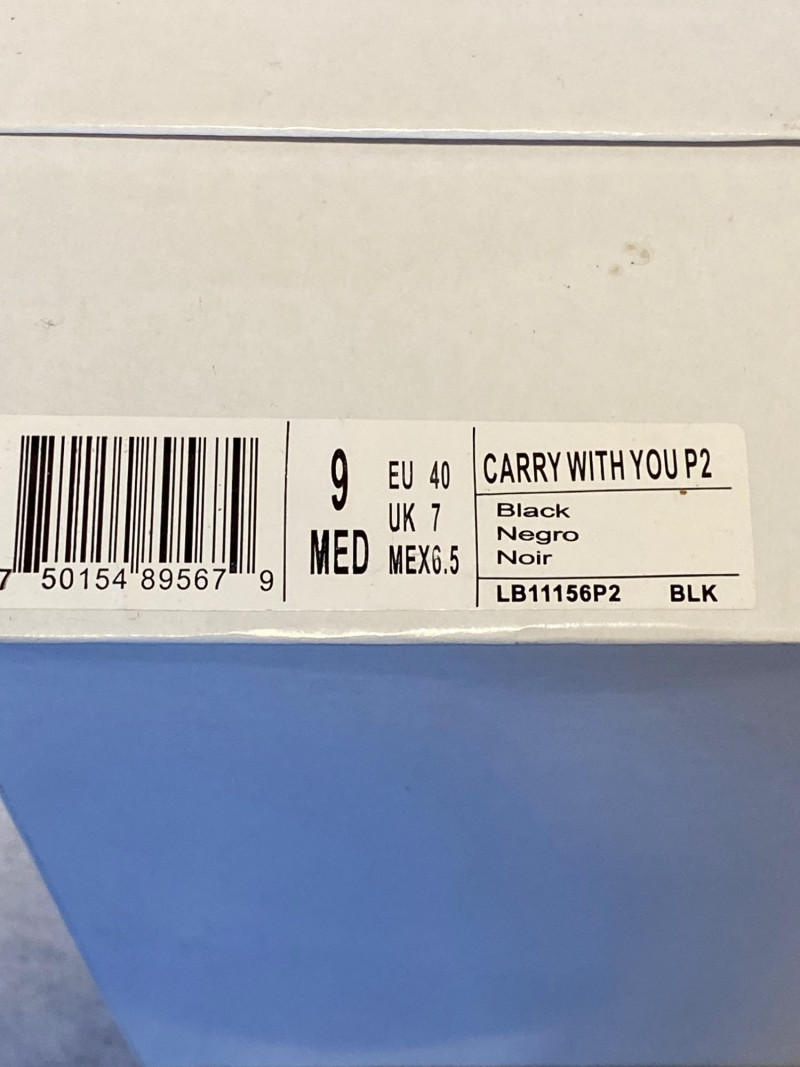 7 50154 89567 9
9
MED
EU 40
UK 7
MEX6.5
CARRY WITH YOU P2
Black
Negro
Noir
LB11156P2 BLK